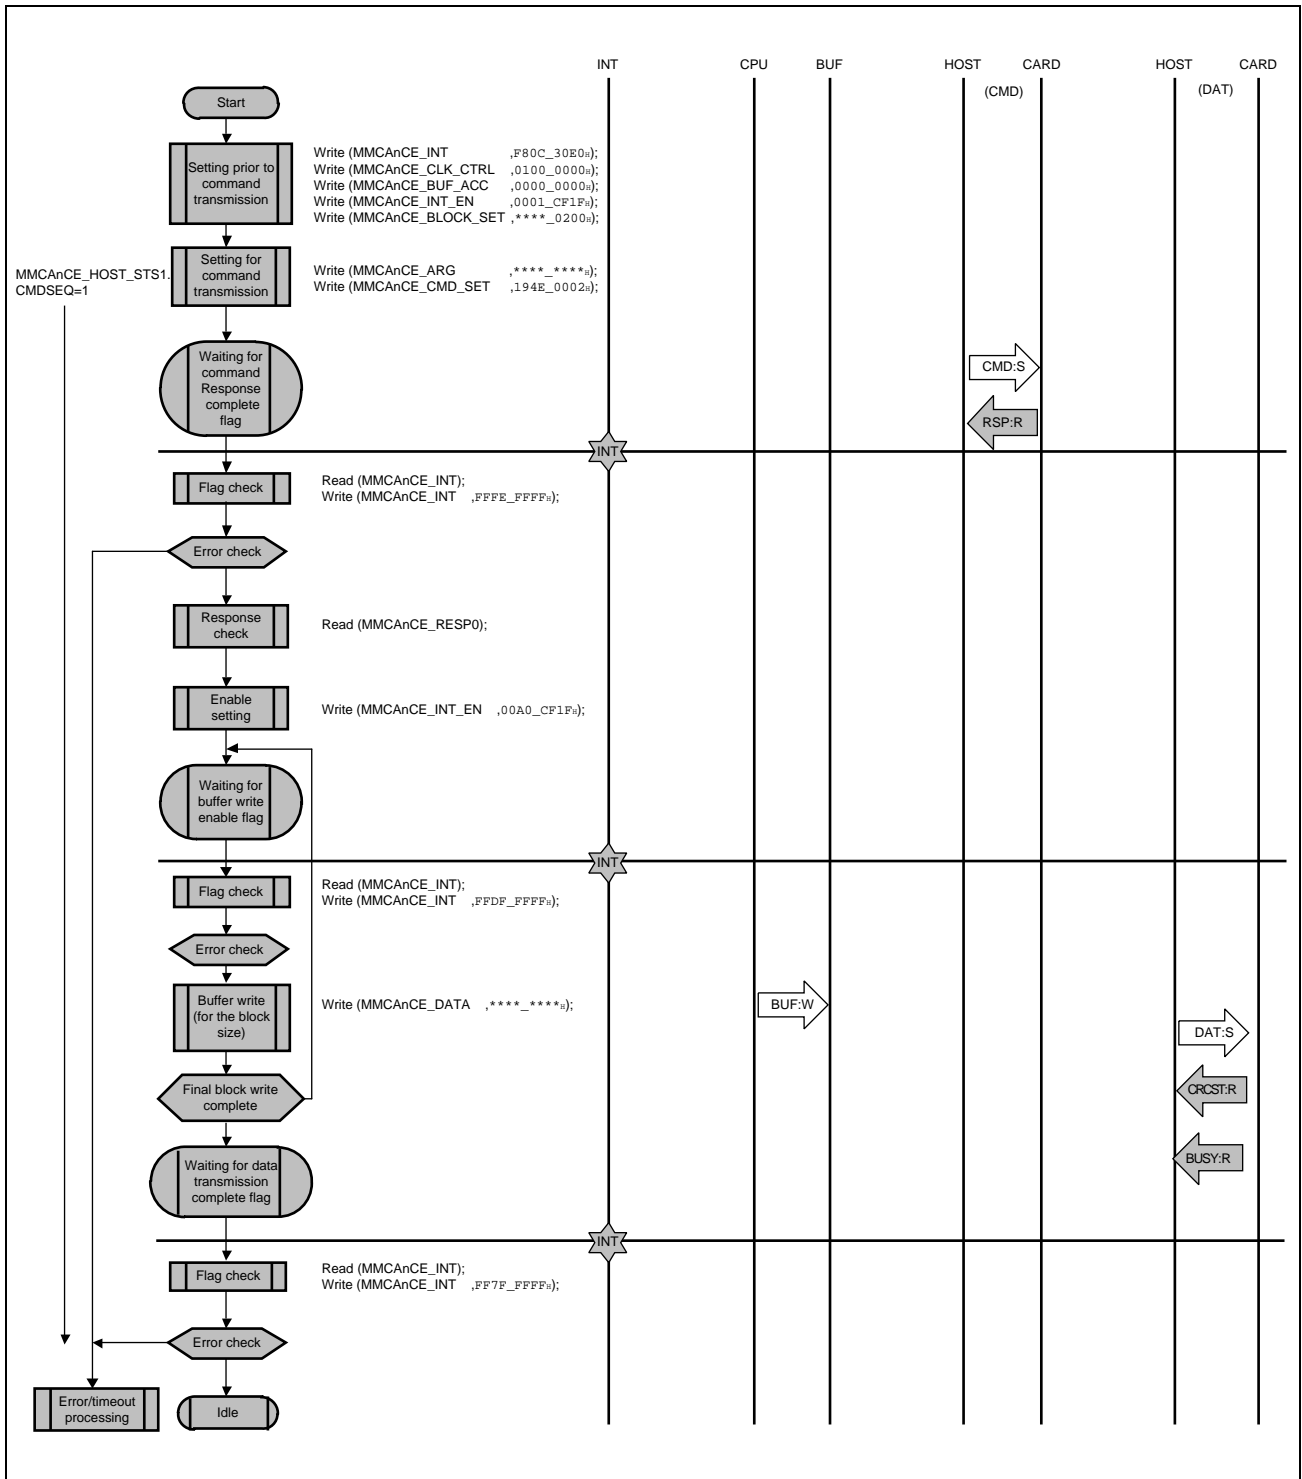 INT CPU BUF HOST CARD HOST CARD
(CMD) (DAT)
Start
Setting prior to
command
transmission
Write (MMCAnCE_INT ,F80C_30E0H);
Write (MMCAnCE_CLK_CTRL ,0100_0000H);
Write (MMCAnCE_BUF_ACC ,0000_0000H);
Write (MMCAnCE_INT_EN ,0001_CF1FH);
Write (MMCAnCE_BLOCK_SET ,****_0200H);
MMCAnCE_HOST_STS1.
CMDSEQ=1
Setting for
command
transmission
Write (MMCAnCE_ARG ,****_****H);
Write (MMCAnCE_CMD_SET ,194E_0002H);
Waiting for
command
Response
complete
flag
CMD:S
RSP:R
INT
Flag check
Read (MMCAnCE_INT);
Write (MMCAnCE_INT ,FFFE_FFFFH);
Error check
Response
check
Read (MMCAnCE_RESP0);
Enable
setting
Write (MMCAnCE_INT_EN ,00A0_CF1FH);
Waiting for
buffer write
enable flag
INT
Flag check
Read (MMCAnCE_INT);
Write (MMCAnCE_INT ,FFDF_FFFFH);
Error check
Buffer write
(for the block
size)
Write (MMCAnCE_DATA ,****_****H);
BUF:W
DAT:S
Final block write
complete
CRCST:R
Waiting for data
transmission
complete flag
BUSY:R
INT
Flag check
Read (MMCAnCE_INT);
Write (MMCAnCE_INT ,FF7F_FFFFH);
Error check
Error/timeout
processing
Idle